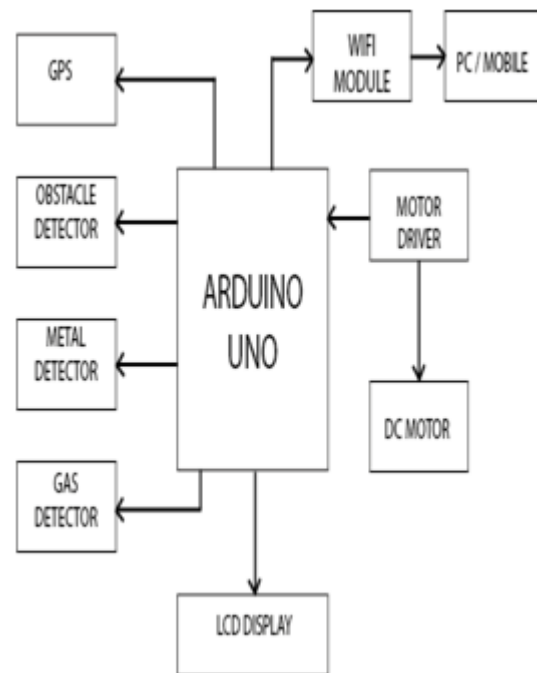 GPS
WIFI
MODULE
PC / MOBILE
OBSTACLE
DETECTOR
MOTOR
DRIVER
ARDUINO
UNO
METAL
DETECTOR
DC MOTOR
GAS
DETECTOR
LCD DISPLAY